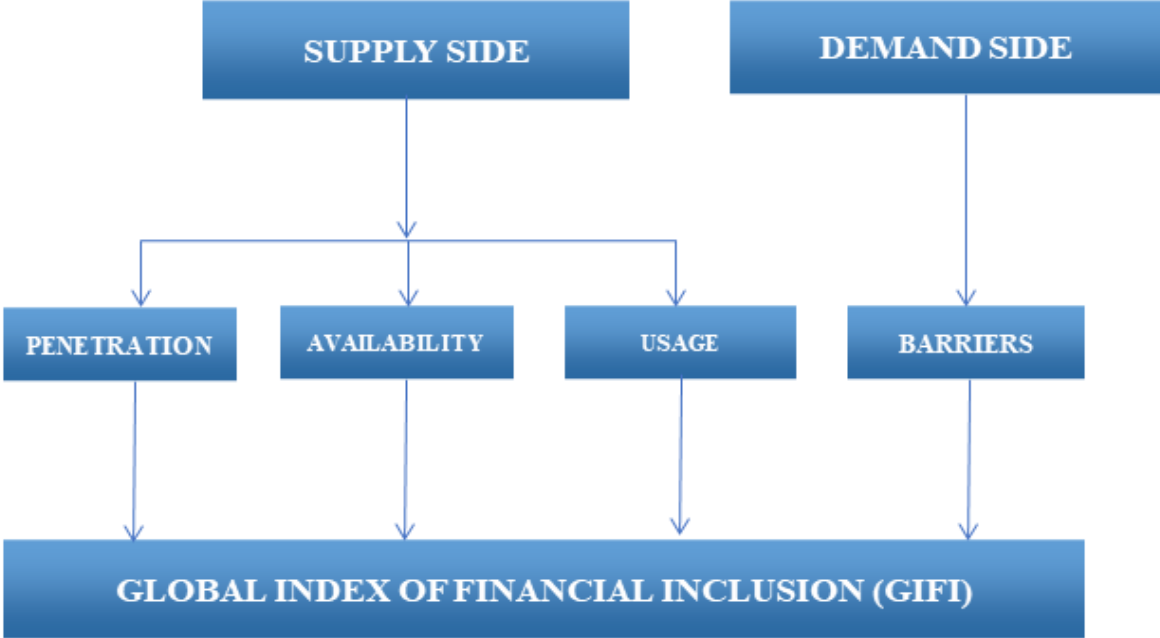 SUPPLY SIDE
DEMAND SIDE
PENETRATION
AVAILABILITY
USAGE
BARRIERS
GLOBAL INDEX OF FINANCIAL INCLUSION (GIFI)